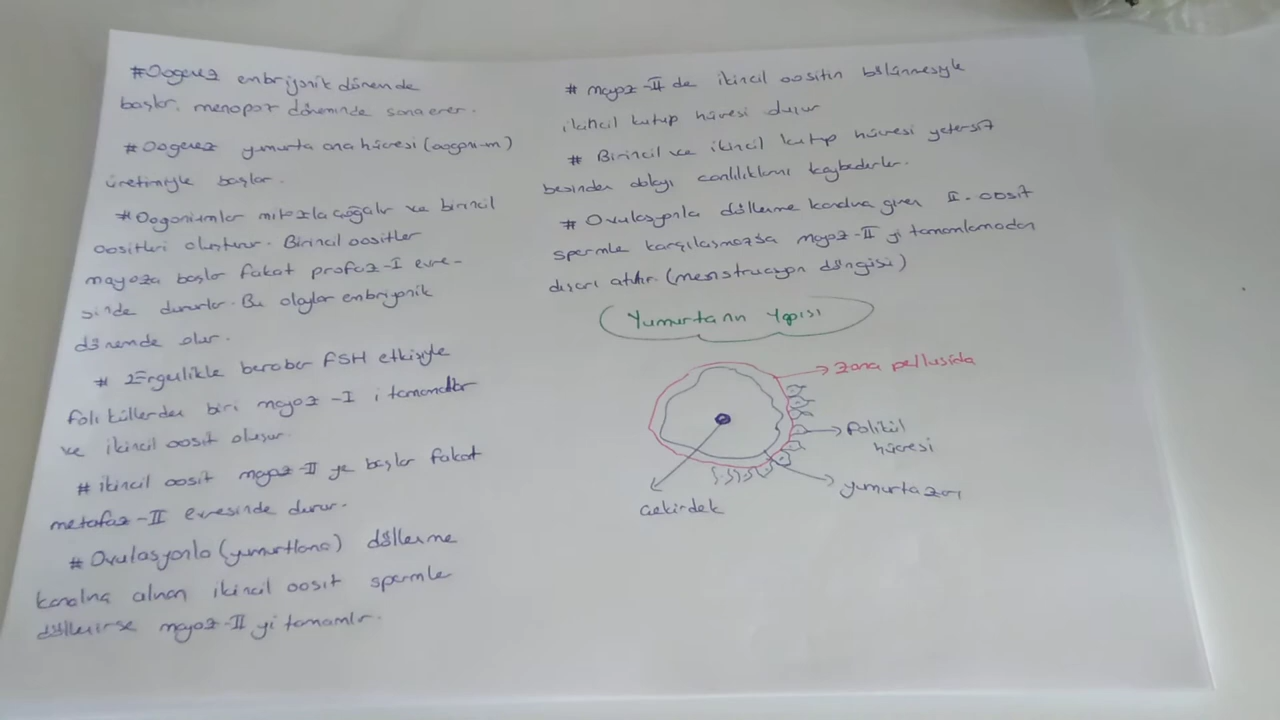 #Oogenez embriyonik dönemde
başlar, menopoz döneminde sona erer.
#Oogenez yumurta ana hücresi (oogonium)
üretimiyle başlar.
#Oogoniumlar mitozla çoğalır ve birincil
oositleri oluşturur. Birincil oositler
mayoza başlar fakat profaz-I evre-
sinde dururlar. Bu olaylar embriyonik
dönemde olur.
# Ergenlikle beraber FSH etkisiyle
foliküllerden biri mayoz-I i tamamlar
ve ikincil oosit oluşur.
# ikincil oosit mayoz-II ye başlar fakat
metafaz-II evresinde durur.
# Ovulasyonla (yumurtlama) döllenme
kanalına alınan ikincil oosit spermle
döllenirse mayoz-II yi tamamlar.
# mayoz-II de ikincil oositin bölünmesiyle
ikincil kutup hücresi oluşur
# Birincil ve ikincil kutup hücresi yetersiz
besinden dolayı canlılıklarını kaybederler.
# Ovulasyonla döllenme kanalına giren II. oosit
spermle karşılaşmazsa mayoz-II yi tamamlamadan
dışarı atılır. (menstruasyon döngüsü)
Yumurtanın Yapısı
zona pellusida
folikül
hücresi
yumurta zarı
Çekirdek